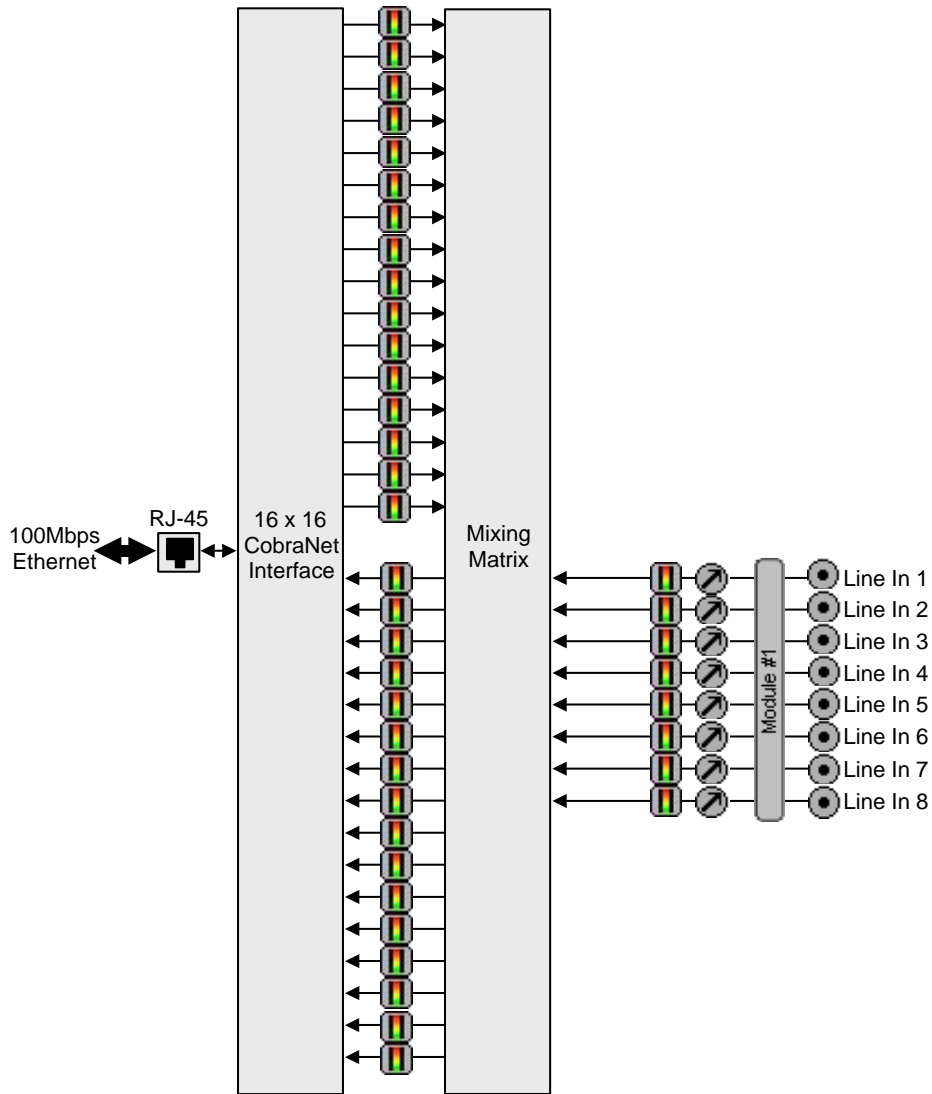 100Mbps
Ethernet
RJ-45
16 x 16
CobraNet
Interface
Mixing
Matrix
Module #1
Line In 1
Line In 2
Line In 3
Line In 4
Line In 5
Line In 6
Line In 7
Line In 8